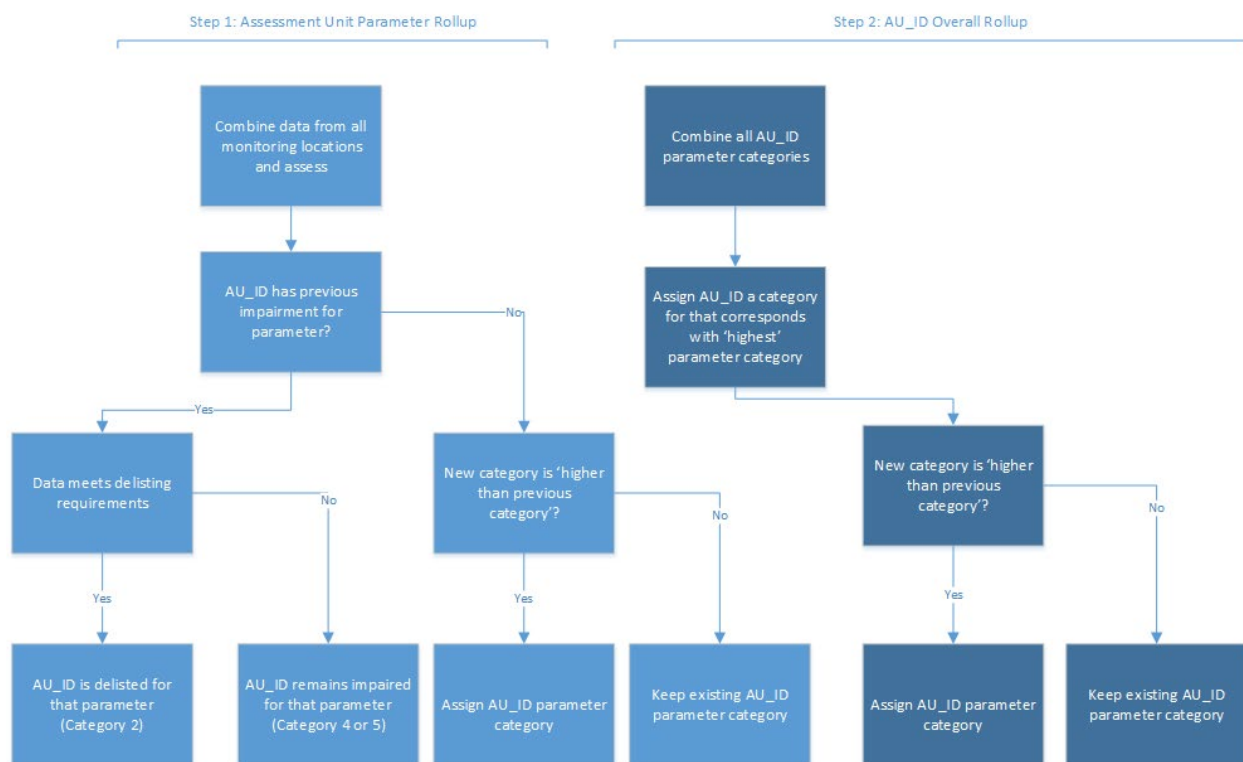 Step 1: Assessment Unit Parameter Rollup
Combine data from all
monitoring locations
and assess
AU_ID has previous
impairment for
parameter?
No
Yes
Data meets delisting
requirements
No
Yes
New category is ‘higher
than previous
category’?
No
Yes
AU_ID is delisted for
that parameter
(Category 2)
AU_ID remains impaired
for that parameter
(Category 4 or 5)
Assign AU_ID parameter
category
Keep existing AU_ID
parameter category
Step 2: AU_ID Overall Rollup
Combine all AU_ID
parameter categories
Assign AU_ID a category
for that corresponds
with ‘highest’
parameter category
New category is ‘higher
than previous
category’?
No
Yes
Assign AU_ID parameter
category
Keep existing AU_ID
parameter category